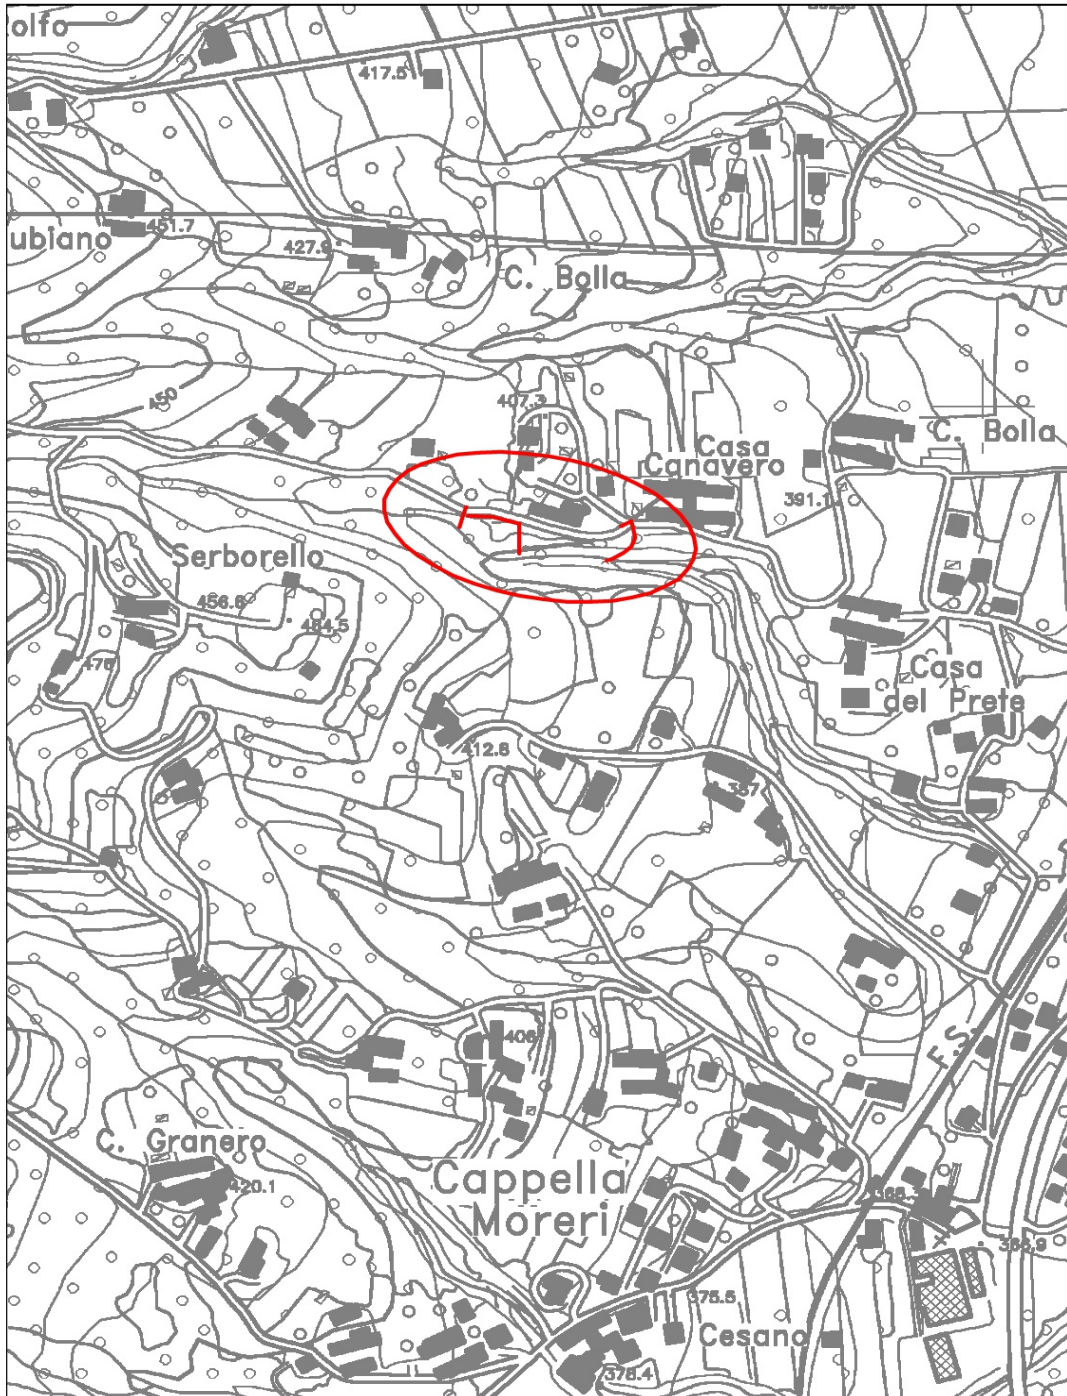 olfo
417.5
451.7
ubiano
427.9
C. Bolla
450
407.3
Casa
Canavero
C. Bolla
391.1
Serborello
456.6
484.5
476
Casa
del Prete
412.6
387
F.S.
406
C. Granero
420.1
Cappella
Moreri
366.9
375.5
Cesano
376.4